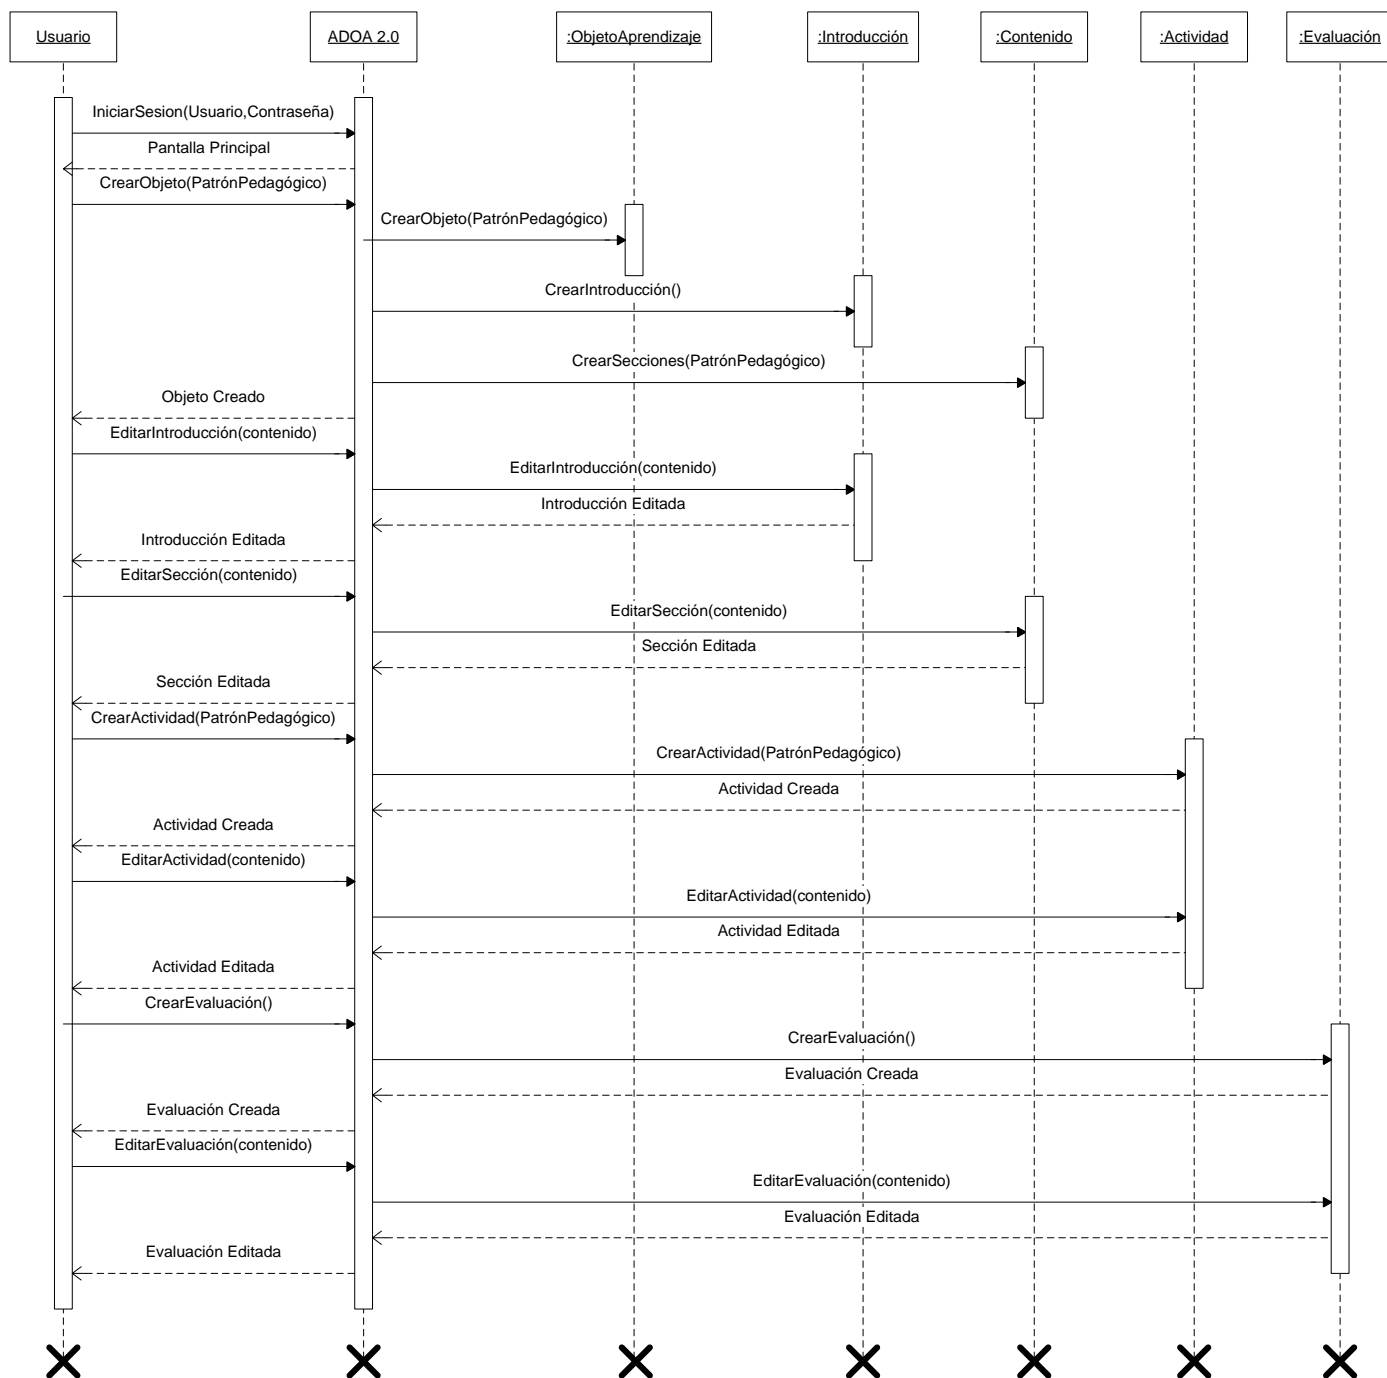 Usuario
ADOA 2.0
:ObjetoAprendizaje
:Introducción
:Contenido
:Actividad
:Evaluación
IniciarSesion(Usuario,Contraseña)
Pantalla Principal
CrearObjeto(PatrónPedagógico)
CrearObjeto(PatrónPedagógico)
CrearIntroducción()
CrearSecciones(PatrónPedagógico)
Objeto Creado
EditarIntroducción(contenido)
EditarIntroducción(contenido)
Introducción Editada
Introducción Editada
EditarSección(contenido)
EditarSección(contenido)
Sección Editada
Sección Editada
CrearActividad(PatrónPedagógico)
CrearActividad(PatrónPedagógico)
Actividad Creada
Actividad Creada
EditarActividad(contenido)
EditarActividad(contenido)
Actividad Editada
Actividad Editada
CrearEvaluación()
CrearEvaluación()
Evaluación Creada
Evaluación Creada
EditarEvaluación(contenido)
EditarEvaluación(contenido)
Evaluación Editada
Evaluación Editada